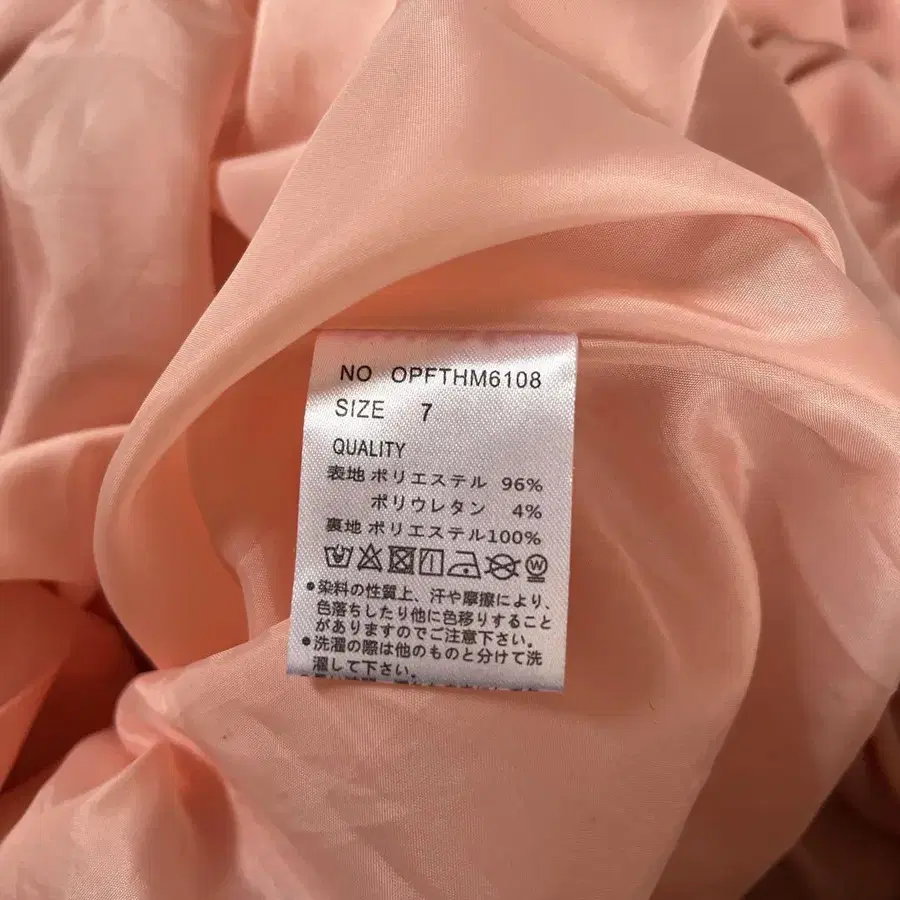 NO OPFTHM6108
SIZE 7
QUALITY
表地 ポリエステル 96%
ポリウレタン 4%
裏地 ポリエステル100%
W
●染料の性質上、汗や摩擦により、
色落ちしたり他に色移りすること
がありますのでご注意下さい。
●洗濯の際は他のものと分けて洗
濯して下さい。